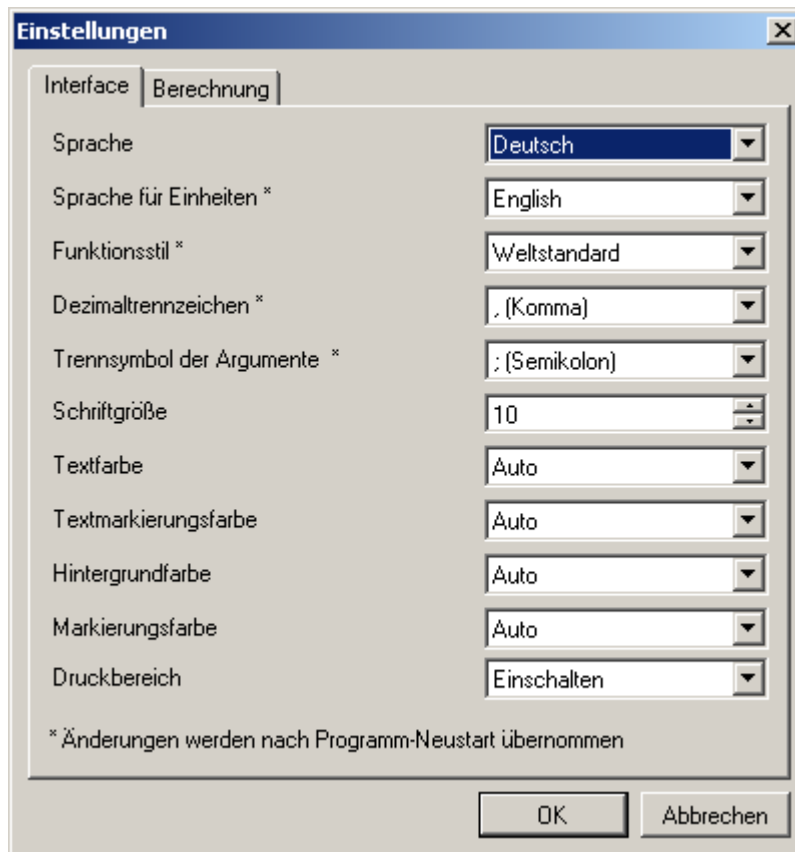 Einstellungen
Interface Berechnung
Sprache Deutsch
Sprache für Einheiten * English
Funktionsstil * Weltstandard
Dezimaltrennzeichen * , (Komma)
Trennsymbol der Argumente * ; (Semikolon)
Schriftgröße 10
Textfarbe Auto
Textmarkierungsfarbe Auto
Hintergrundfarbe Auto
Markierungsfarbe Auto
Druckbereich Einschalten
* Änderungen werden nach Programm-Neustart übernommen
OK Abbrechen